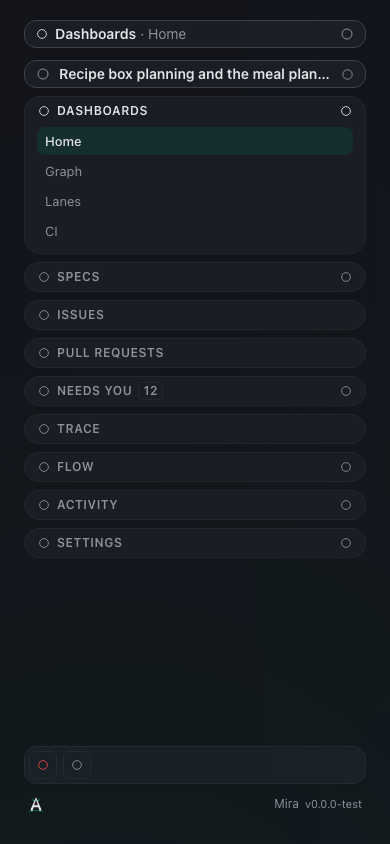 Dashboards · Home
Recipe box planning and the meal plan...
DASHBOARDS
Home
Graph
Lanes
CI
SPECS
ISSUES
PULL REQUESTS
NEEDS YOU 12
TRACE
FLOW
ACTIVITY
SETTINGS
A
Mira v0.0.0-test